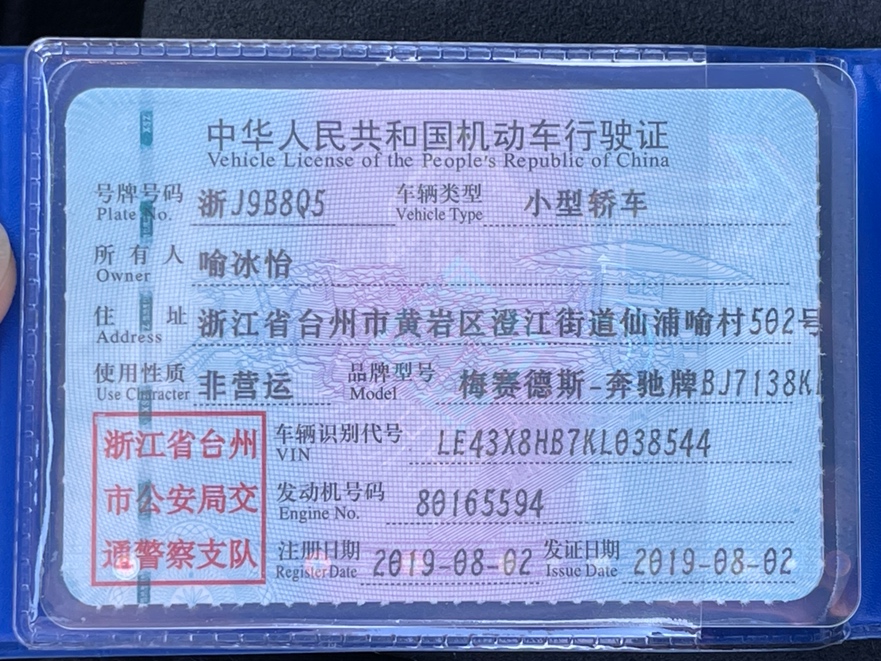 中华人民共和国机动车行驶证
Vehicle License of the People's Republic of China
号牌号码 浙J9B8Q5 车辆类型 小型轿车
Plate No. Vehicle Type
所有人 喻冰怡
Owner
住址 浙江省台州市黄岩区澄江街道仙浦喻村502号
Address
使用性质 非营运 品牌型号 梅赛德斯-奔驰牌BJ7138K
Use Character Model
浙江省台州 车辆识别代号 LE43X8HB7KL038544
VIN
市公安局交 发动机号码 80165594
Engine No.
通警察支队 注册日期 2019-08-02 发证日期 2019-08-02
Register Date Issue Date